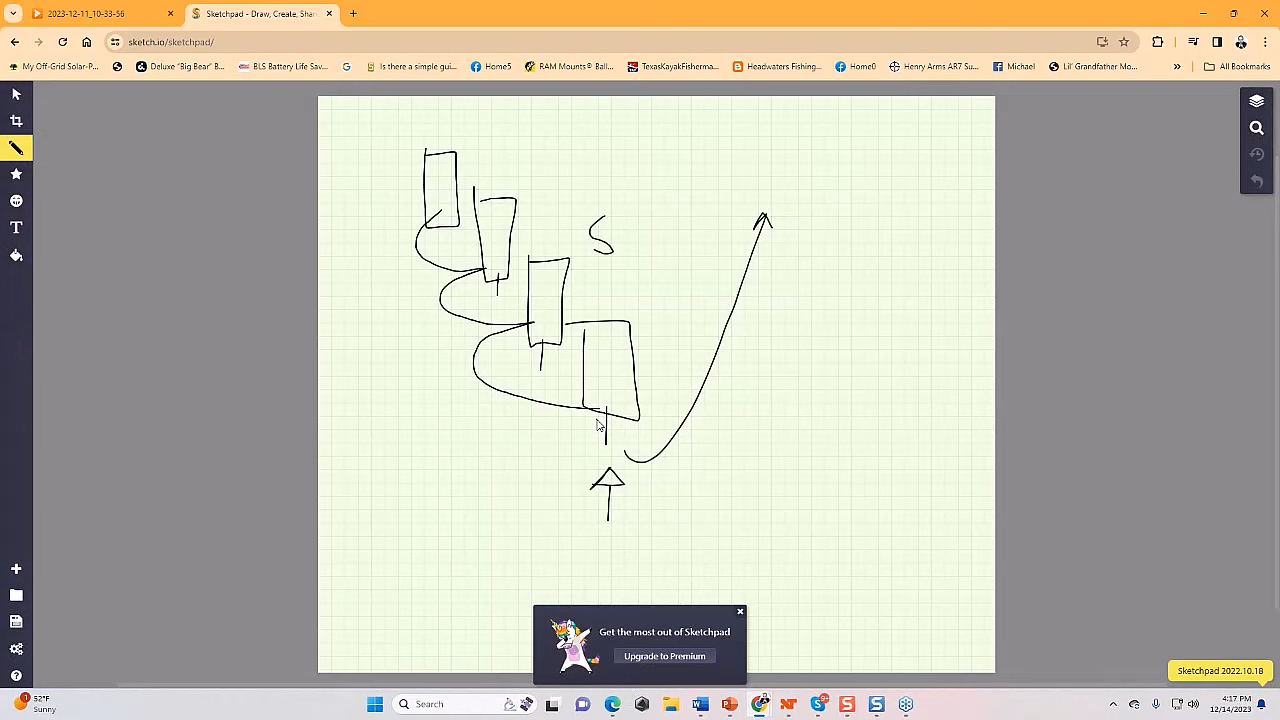 2023-12-11_10-33-56
Sketchpad - Draw, Create, Shar
sketch.io/sketchpad/
My Off-Grid Solar-P...
Deluxe "Big Bear" B...
BLS Battery Life Sav...
Is there a simple gui...
Home5
RAM Mounts® Ball...
TexasKayakFisherma...
Headwaters Fishing...
Home0
Henry Arms AR7 Su...
Michael
Lil' Grandfather Mo...
»
All Bookmarks
S
Get the most out of Sketchpad
Upgrade to Premium
Sketchpad 2022.10.18
52°F
Sunny
Search
4:17 PM
12/14/2023